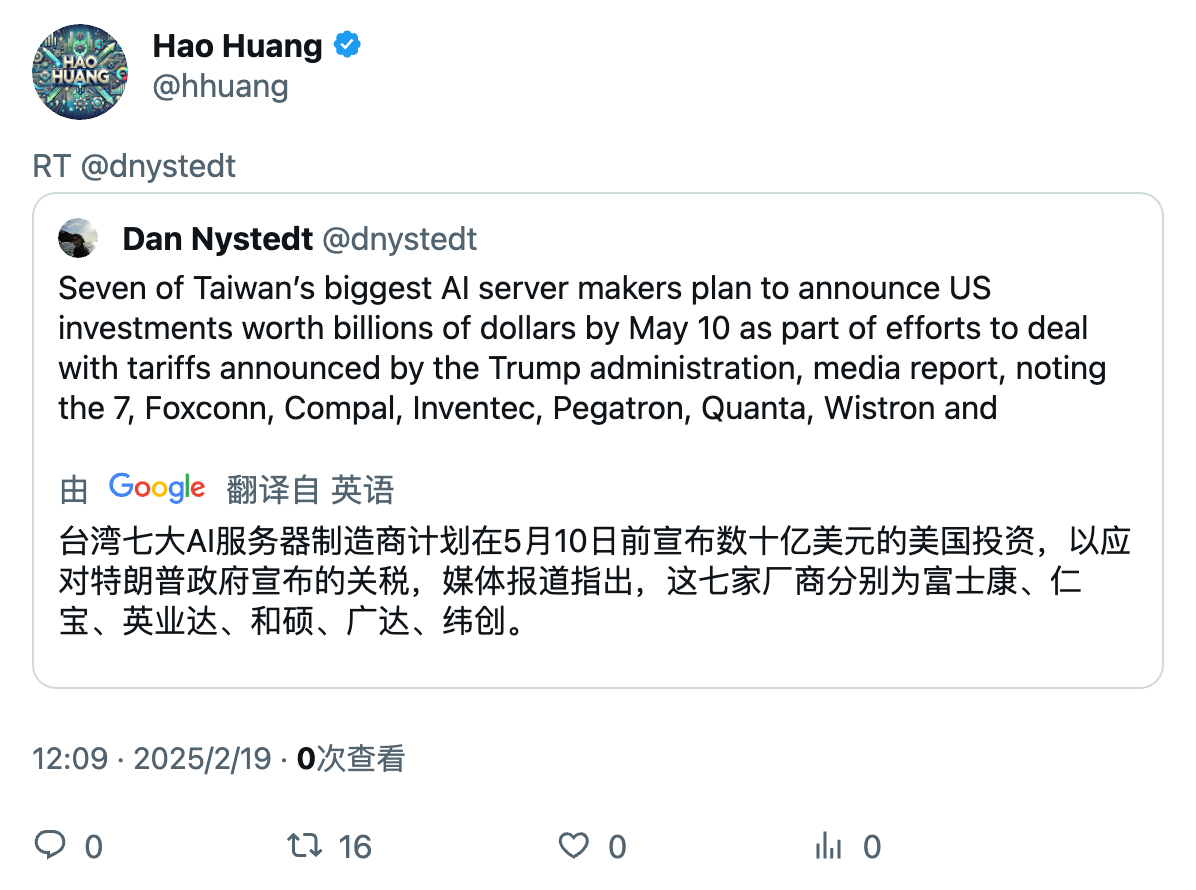 HAO
HUANG
Hao Huang
@hhuang
RT @dnystedt
Dan Nystedt @dnystedt
Seven of Taiwan’s biggest AI server makers plan to announce US
investments worth billions of dollars by May 10 as part of efforts to deal
with tariffs announced by the Trump administration, media report, noting
the 7, Foxconn, Compal, Inventec, Pegatron, Quanta, Wistron and
由 Google 翻译自 英语
台湾七大AI服务器制造商计划在5月10日前宣布数十亿美元的美国投资，以应
对特朗普政府宣布的关税，媒体报道指出，这七家厂商分别为富士康、仁
宝、英业达、和硕、广达、纬创。
12:09 · 2025/2/19 · 0次查看
0 16 0 0